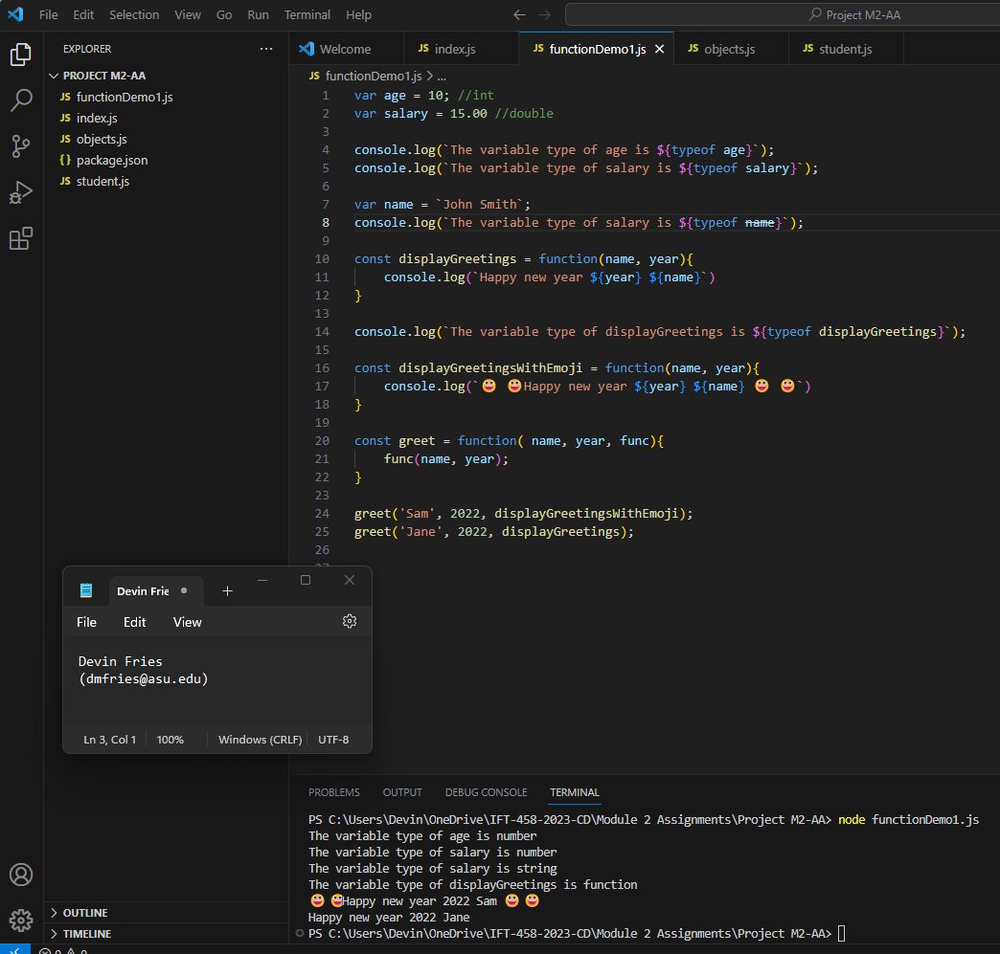 File Edit Selection View Go Run Terminal Help Project M2-AA
EXPLORER
Welcome JS index.js JS functionDemo1.js JS objects.js JS student.js
PROJECT M2-AA
JS functionDemo1.js
JS index.js
JS objects.js
{} package.json
JS student.js
JS functionDemo1.js > ...
1 var age = 10; //int
2 var salary = 15.00 //double
3
4 console.log(`The variable type of age is ${typeof age}`);
5 console.log(`The variable type of salary is ${typeof salary}`);
6
7 var name = `John Smith`;
8 console.log(`The variable type of salary is ${typeof name}`);
9
10 const displayGreetings = function(name, year){
11 console.log(`Happy new year ${year} ${name}`)
12 }
13
14 console.log(`The variable type of displayGreetings is ${typeof displayGreetings}`);
15
16 const displayGreetingsWithEmoji = function(name, year){
17 console.log(`😀 😀Happy new year ${year} ${name} 😀 😀`)
18 }
19
20 const greet = function( name, year, func){
21 func(name, year);
22 }
23
24 greet('Sam', 2022, displayGreetingsWithEmoji);
25 greet('Jane', 2022, displayGreetings);
26
Devin Frie
File Edit View
Devin Fries
(dmfries@asu.edu)
Ln 3, Col 1 100% Windows (CRLF) UTF-8
PROBLEMS OUTPUT DEBUG CONSOLE TERMINAL
PS C:\Users\Devin\OneDrive\IFT-458-2023-CD\Module 2 Assignments\Project M2-AA> node functionDemo1.js
The variable type of age is number
The variable type of salary is number
The variable type of salary is string
The variable type of displayGreetings is function
😀 😀Happy new year 2022 Sam 😀 😀
Happy new year 2022 Jane
PS C:\Users\Devin\OneDrive\IFT-458-2023-CD\Module 2 Assignments\Project M2-AA>
OUTLINE
TIMELINE